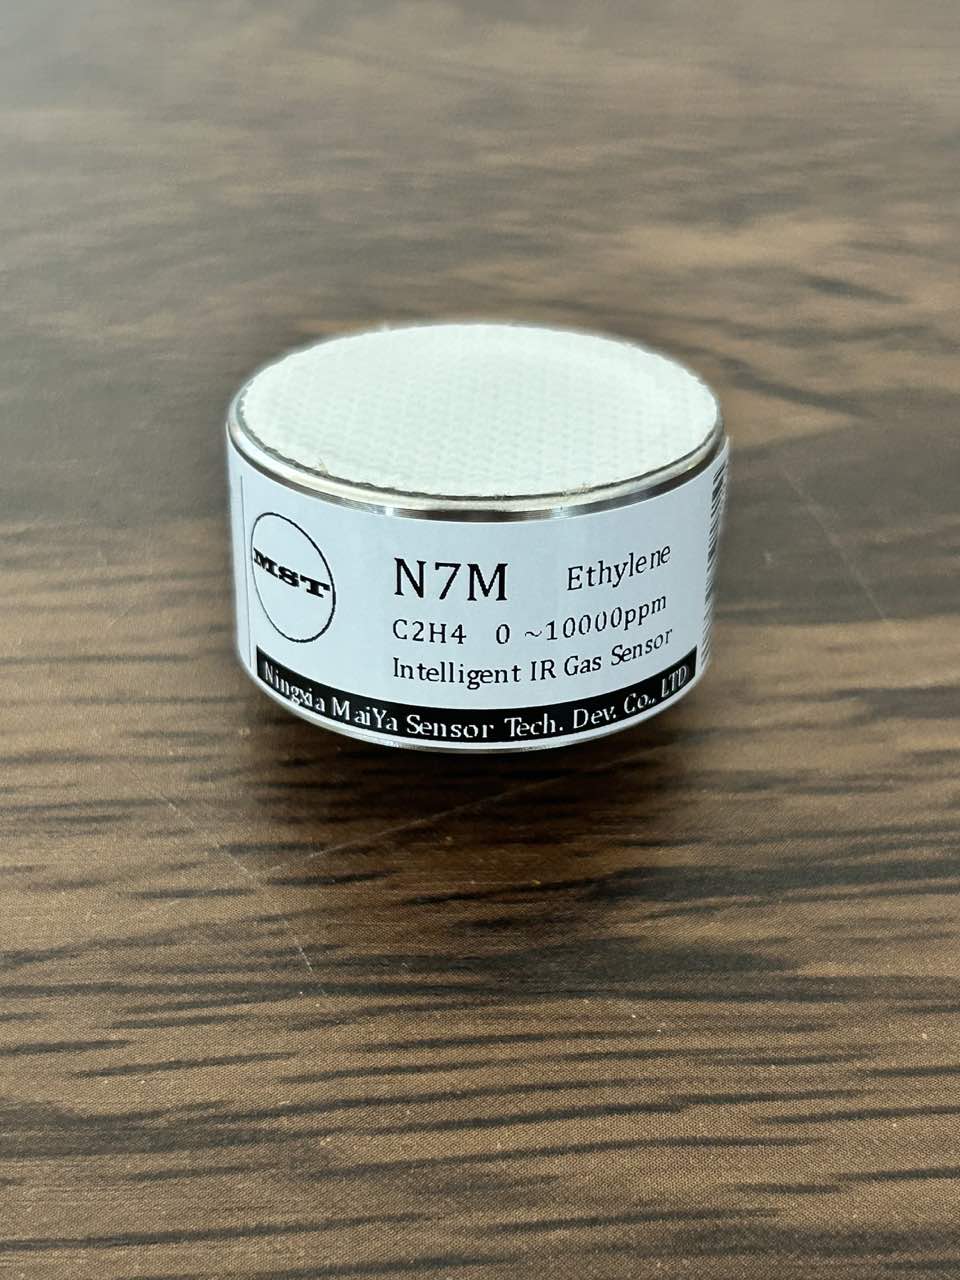 MST
N7M Ethylene
C2H4 0 ~10000ppm
Intelligent IR Gas Sensor
Ningxia MaiYa Sensor Tech. Dev. Co., LTD